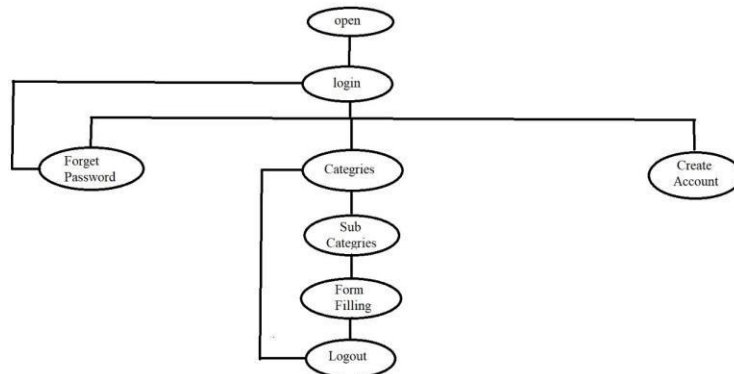 open
login
Forget
Password
Categries
Create
Account
Sub
Categries
Form
Filling
Logout